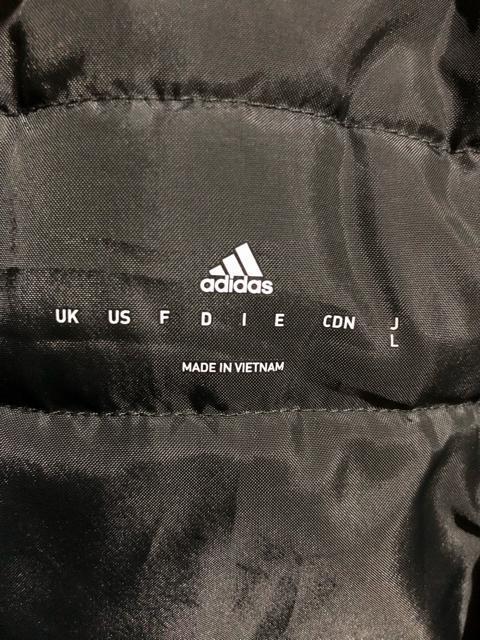 adidas
UK US F D I E CDN J
L
MADE IN VIETNAM